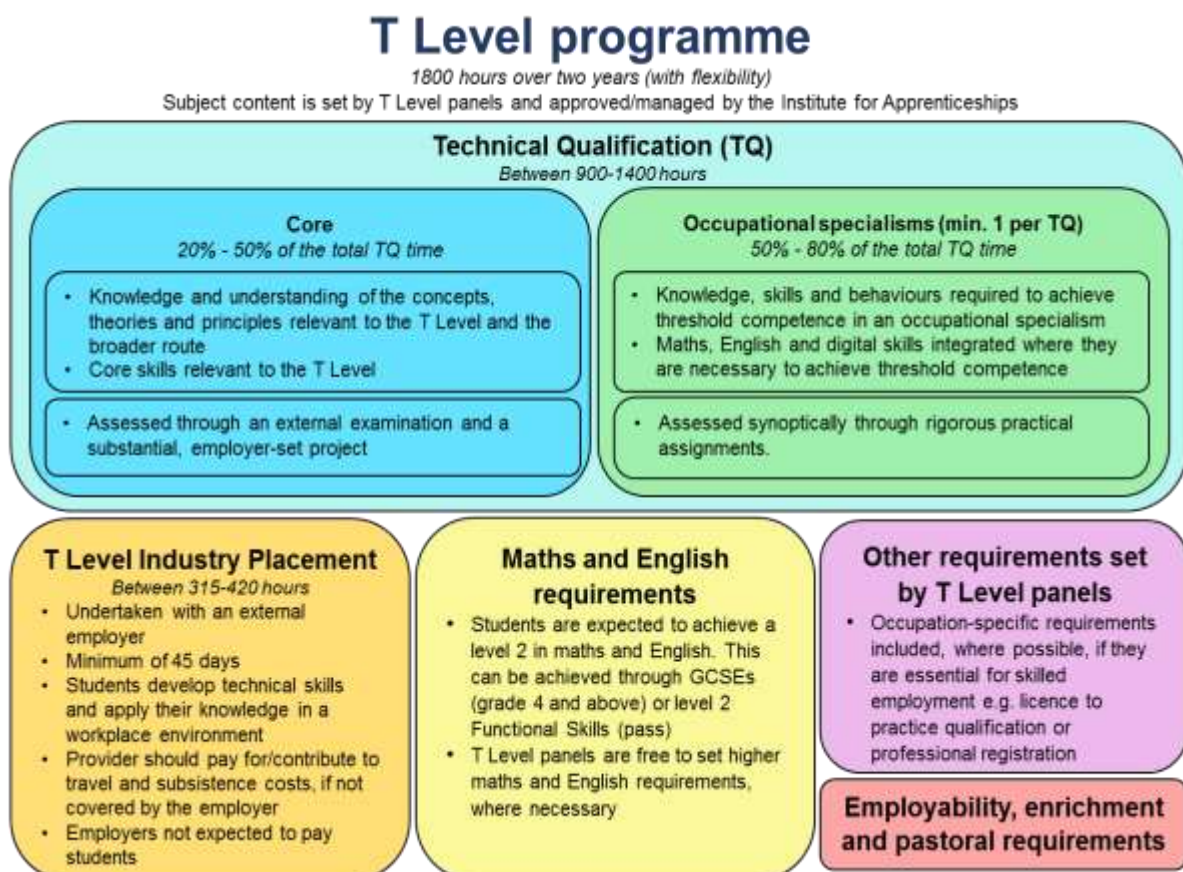 T Level programme
1800 hours over two years (with flexibility)
Subject content is set by T Level panels and approved/managed by the Institute for Apprenticeships
Technical Qualification (TQ)
Between 900-1400 hours
Core
20% - 50% of the total TQ time
• Knowledge and understanding of the concepts,
theories and principles relevant to the T Level and the
broader route
• Core skills relevant to the T Level
• Assessed through an external examination and a
substantial, employer-set project
Occupational specialisms (min. 1 per TQ)
50% - 80% of the total TQ time
• Knowledge, skills and behaviours required to achieve
threshold competence in an occupational specialism
• Maths, English and digital skills integrated where they
are necessary to achieve threshold competence
• Assessed synoptically through rigorous practical
assignments.
T Level Industry Placement
Between 315-420 hours
• Undertaken with an external
employer
• Minimum of 45 days
• Students develop technical skills
and apply their knowledge in a
workplace environment
• Provider should pay for/contribute to
travel and subsistence costs, if not
covered by the employer
• Employers not expected to pay
students
Maths and English
requirements
• Students are expected to achieve a
level 2 in maths and English. This
can be achieved through GCSEs
(grade 4 and above) or level 2
Functional Skills (pass)
• T Level panels are free to set higher
maths and English requirements,
where necessary
Other requirements set
by T Level panels
• Occupation-specific requirements
included, where possible, if they
are essential for skilled
employment e.g. licence to
practice qualification or
professional registration
Employability, enrichment
and pastoral requirements